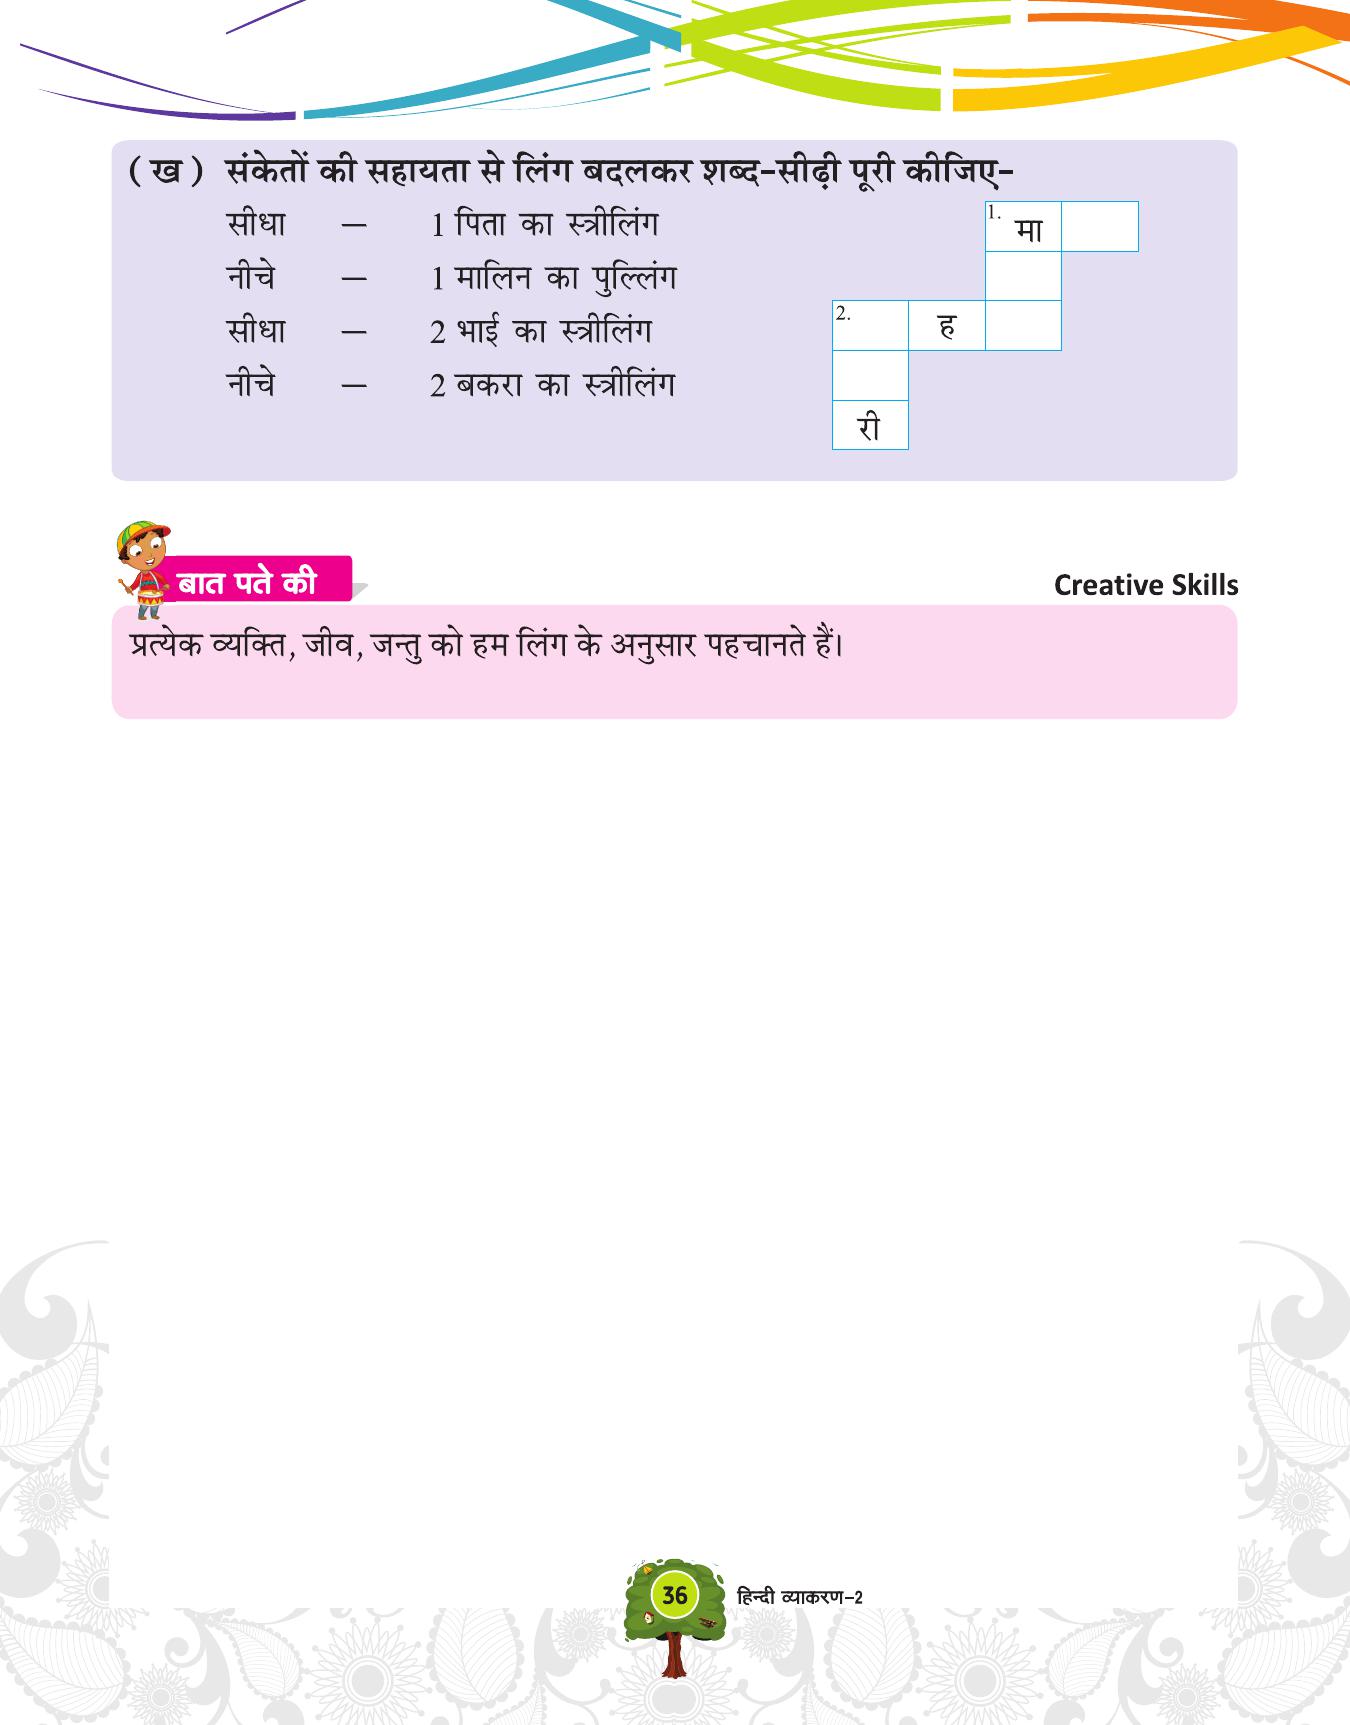 ( ख ) संकेतों की सहायता से लिंग बदलकर शब्द-सीढ़ी पूरी कीजिए-
सीधा – 1 पिता का स्त्रीलिंग
नीचे – 1 मालिन का पुल्लिंग
सीधा – 2 भाई का स्त्रीलिंग
नीचे – 2 बकरा का स्त्रीलिंग
1. मा
2. ह
री
बात पते की
Creative Skills
प्रत्येक व्यक्ति, जीव, जन्तु को हम लिंग के अनुसार पहचानते हैं।
36 हिन्दी व्याकरण-2